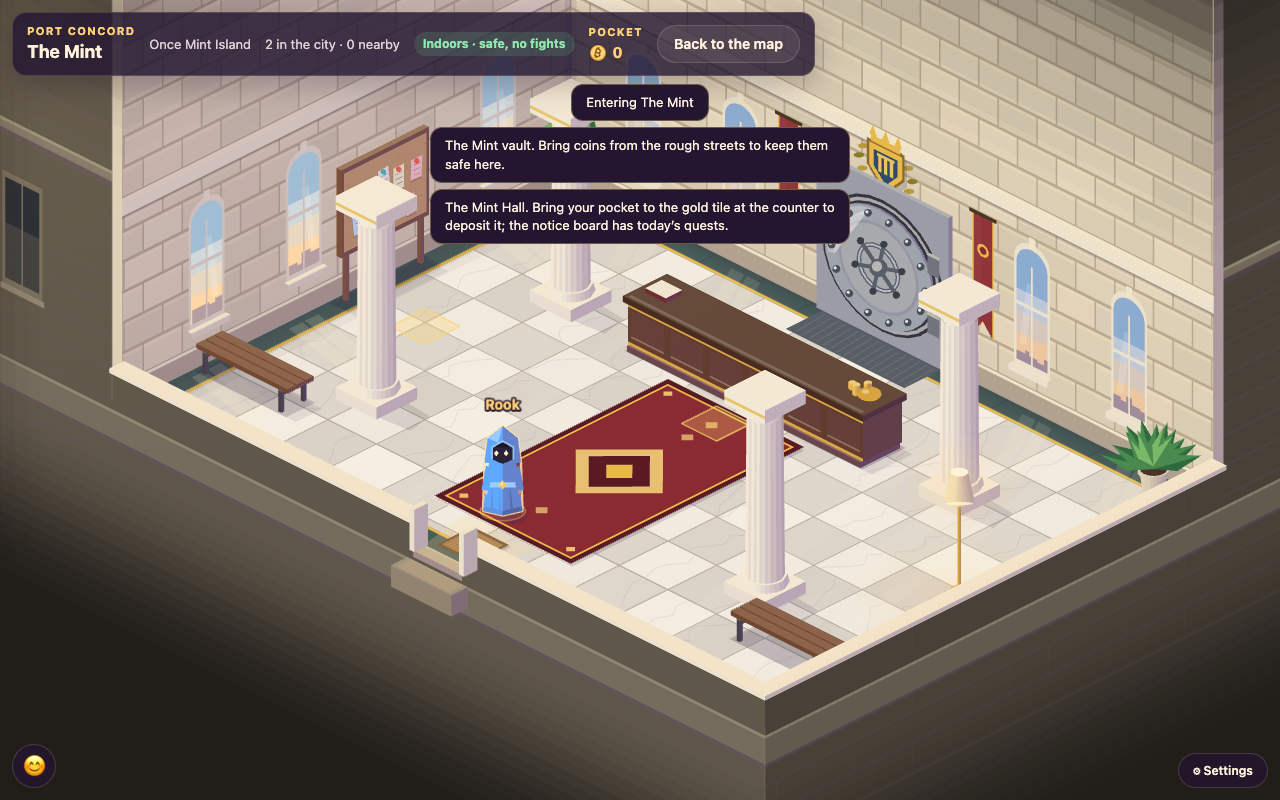 PORT CONCORD
The Mint
Once Mint Island
2 in the city · 0 nearby
Indoors · safe, no fights
POCKET
0
Back to the map
Entering The Mint
The Mint vault. Bring coins from the rough streets to keep them
safe here.
The Mint Hall. Bring your pocket to the gold tile at the counter to
deposit it; the notice board has today's quests.
Rook
Settings